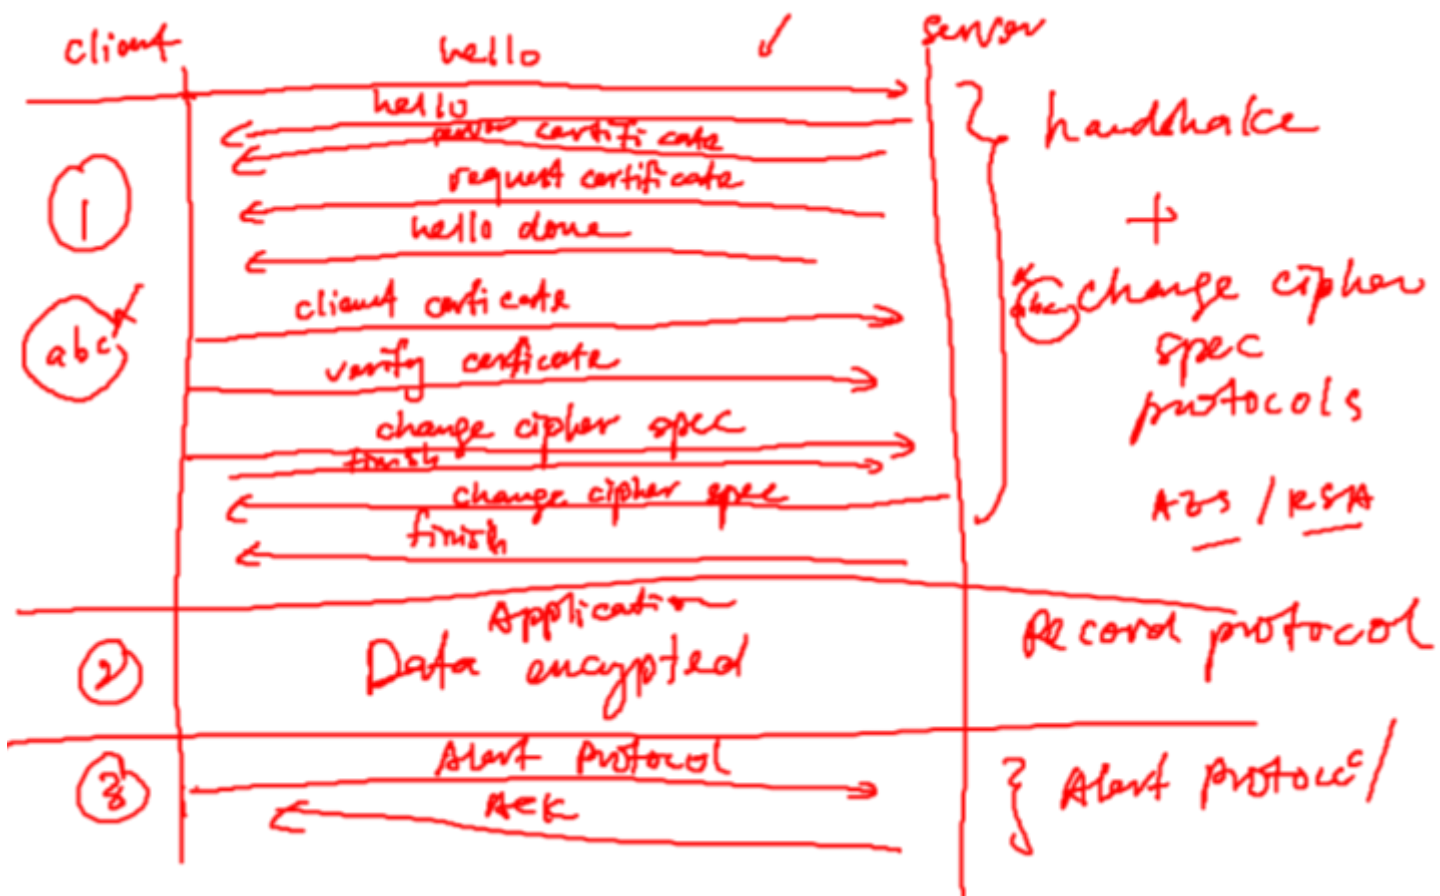 client
hello
server
hello
certificate
request certificate
hello done
client certicate
verify cerficate
change cipher spec
finish
change cipher spec
finish
1
abc
handshake
+
abc
change cipher
spec
protocols
AES / RSA
Application
Data encrypted
2
Record protocol
Alert Protocol
ACK
3
Alert protocol